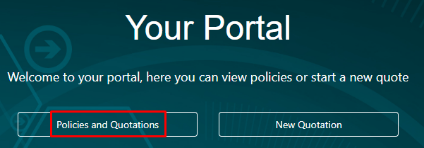 Your Portal
Welcome to your portal, here you can view policies or start a new quote
Policies and Quotations
New Quotation